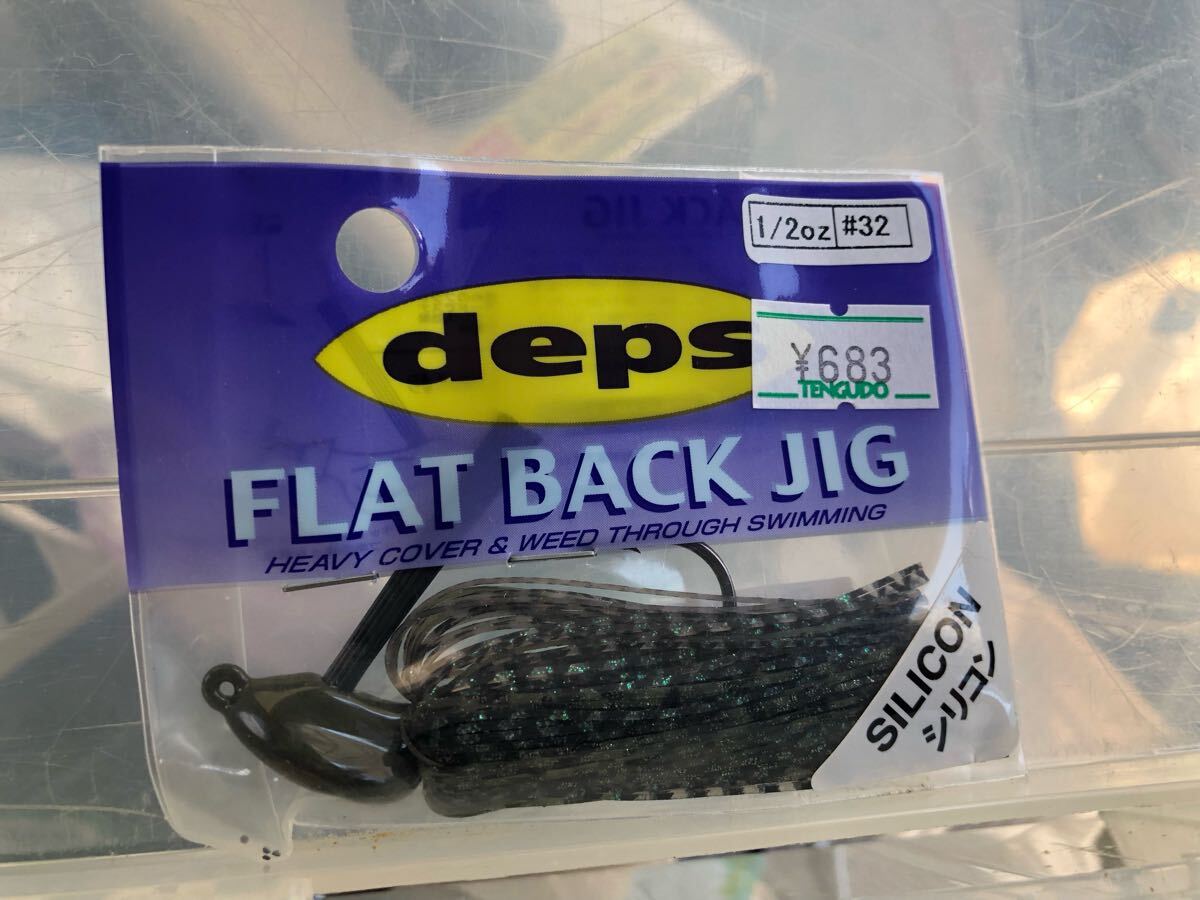 1/2oz #32
deps
¥683
TENGUDO
FLAT BACK JIG
HEAVY COVER & WEED THROUGH SWIMMING
SILICON
シリコン